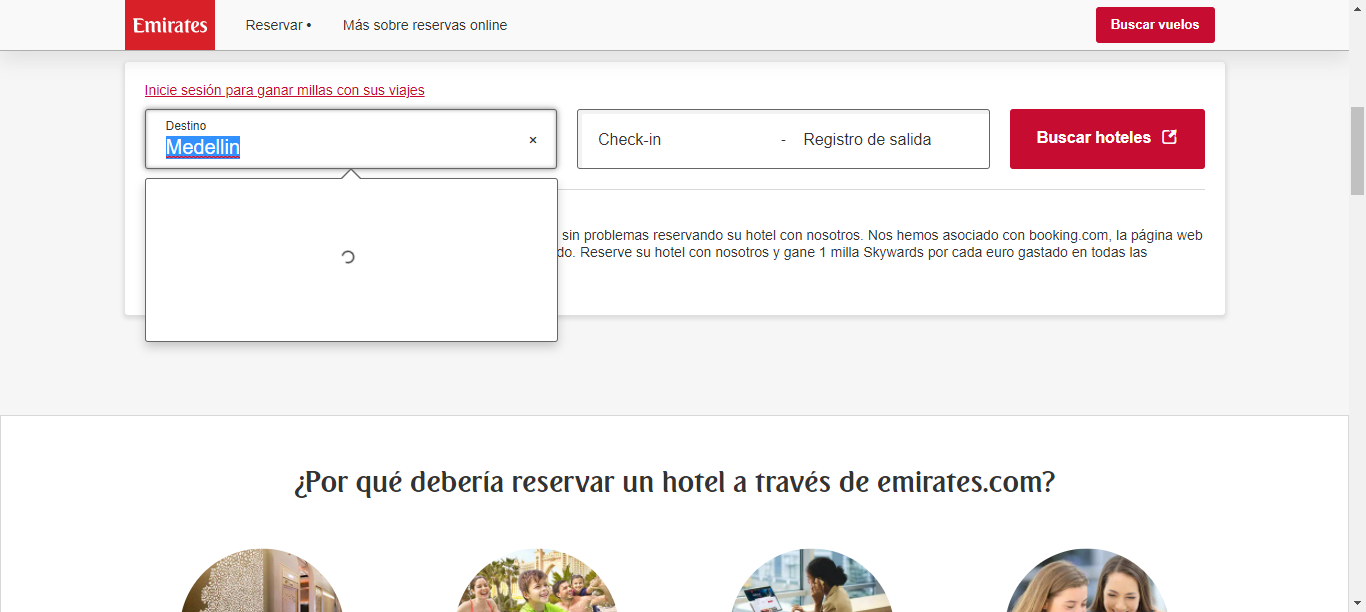 Emirates
Reservar •
Más sobre reservas online
Buscar vuelos
Inicie sesión para ganar millas con sus viajes
Destino
Medellin
×
Check-in
-
Registro de salida
Buscar hoteles
sin problemas reservando su hotel con nosotros. Nos hemos asociado con booking.com, la página web
do. Reserve su hotel con nosotros y gane 1 milla Skywards por cada euro gastado en todas las
¿Por qué debería reservar un hotel a través de emirates.com?